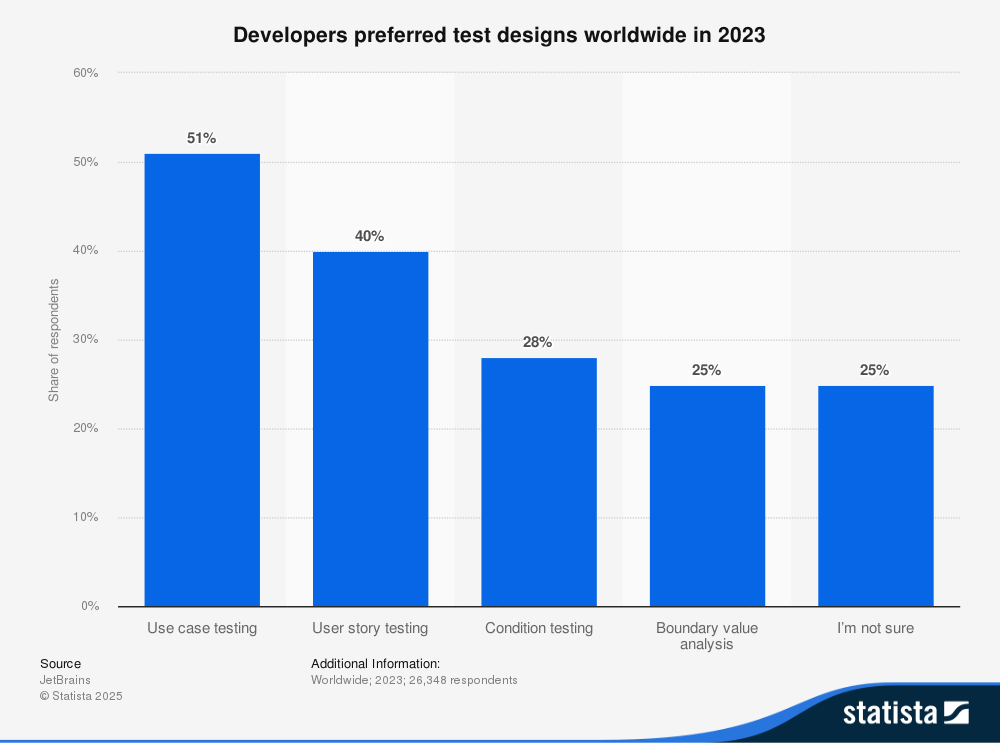 Developers preferred test designs worldwide in 2023
60%
50%
40%
30%
20%
10%
0%
Share of respondents
51%
40%
28%
25%
25%
Use case testing
User story testing
Condition testing
Boundary value
analysis
I'm not sure
Source
JetBrains
© Statista 2025
Additional Information:
Worldwide; 2023; 26,348 respondents
statista